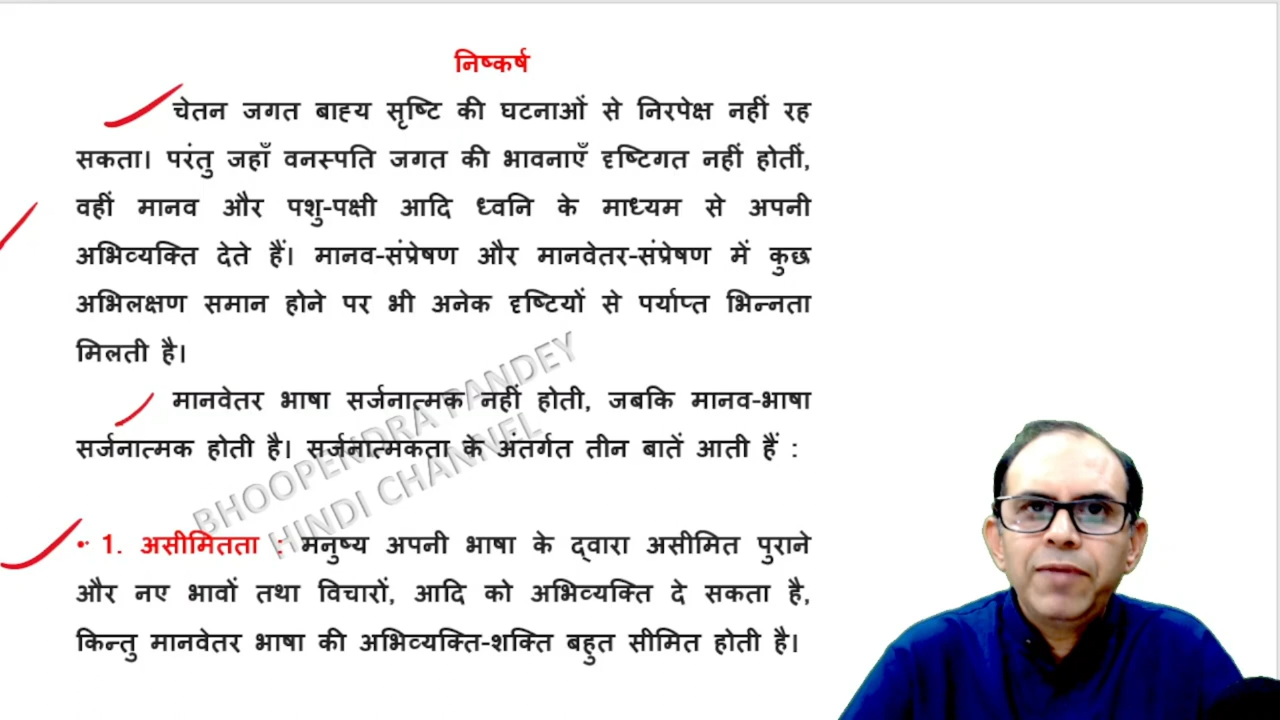 निष्कर्ष
चेतन जगत बाह्य सृष्टि की घटनाओं से निरपेक्ष नहीं रह
सकता। परंतु जहाँ वनस्पति जगत की भावनाएँ दृष्टिगत नहीं होतीं,
वहीं मानव और पशु-पक्षी आदि ध्वनि के माध्यम से अपनी
अभिव्यक्ति देते हैं। मानव-संप्रेषण और मानवेतर-संप्रेषण में कुछ
अभिलक्षण समान होने पर भी अनेक दृष्टियों से पर्याप्त भिन्नता
मिलती है।
मानवेतर भाषा सर्जनात्मक नहीं होती, जबकि मानव-भाषा
सर्जनात्मक होती है। सर्जनात्मकता के अंतर्गत तीन बातें आती हैं :
1. असीमितता : मनुष्य अपनी भाषा के द्वारा असीमित पुराने
और नए भावों तथा विचारों, आदि को अभिव्यक्ति दे सकता है,
किन्तु मानवेतर भाषा की अभिव्यक्ति-शक्ति बहुत सीमित होती है।
BHOOPENDRA PANDEY
HINDI CHANNEL